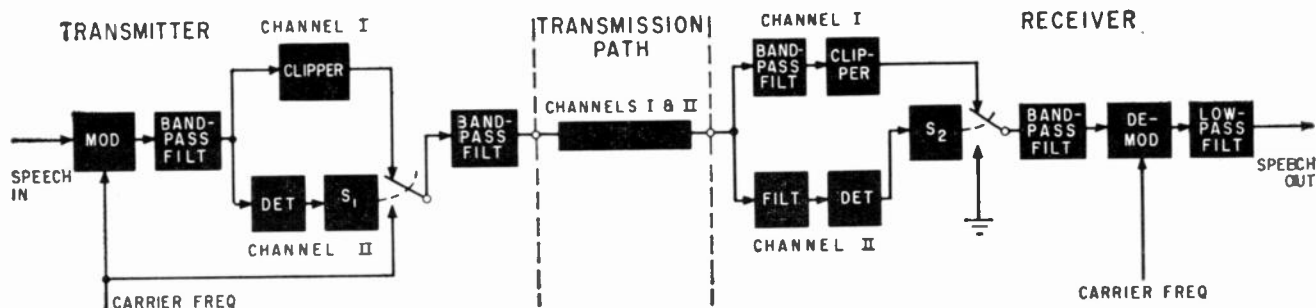 TRANSMITTER
CHANNEL I
CLIPPER
MOD
BAND-
PASS
FILT
SPEECH
IN
DET
S1
CHANNEL II
CARRIER FREQ
BAND-
PASS
FILT
TRANSMISSION
PATH
CHANNELS I & II
RECEIVER
CHANNEL I
BAND-
PASS
FILT
CLIP-
PER
FILT
DET
CHANNEL II
S2
BAND-
PASS
FILT
DE-
MOD
LOW-
PASS
FILT
SPEECH
OUT
CARRIER FREQ